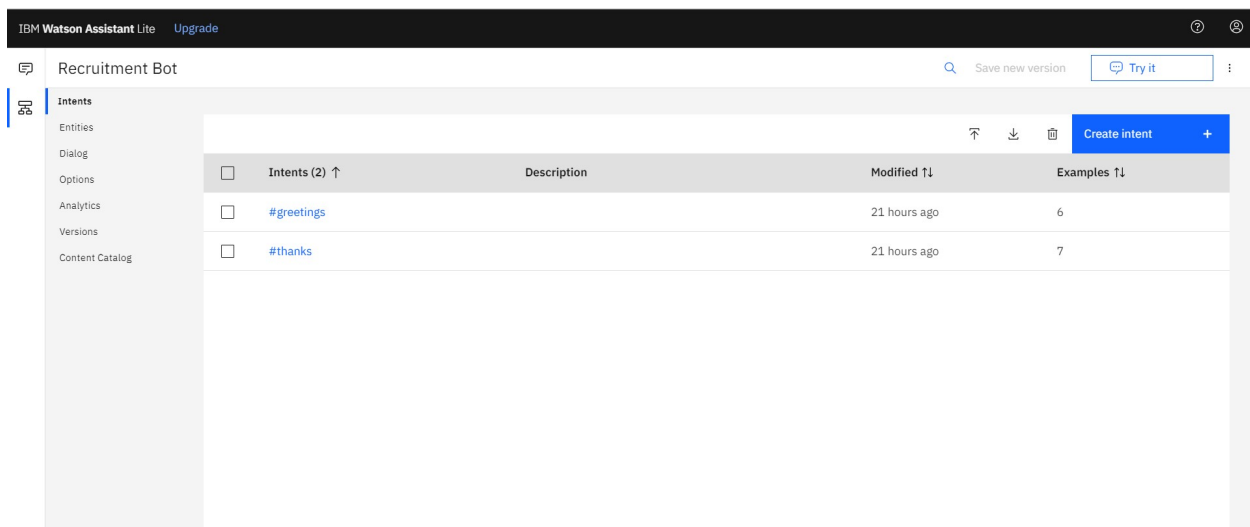 IBM Watson Assistant Lite Upgrade
Recruitment Bot
Save new version
Try it
Intents
Entities
Dialog
Options
Analytics
Versions
Content Catalog
Create intent +
Intents (2) ↑ Description Modified ↑↓ Examples ↑↓
#greetings 21 hours ago 6
#thanks 21 hours ago 7